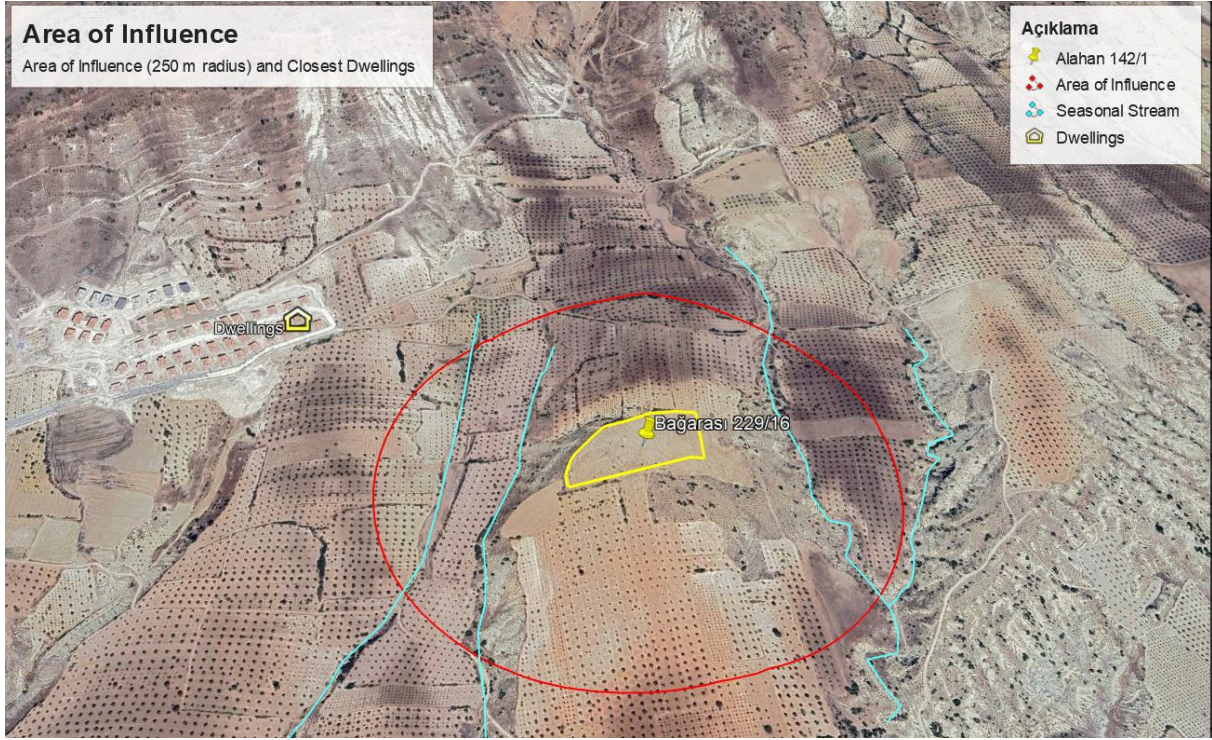 Area of Influence
Area of Influence (250 m radius) and Closest Dwellings
Açıklama
Alahan 142/1
Area of Influence
Seasonal Stream
Dwellings
Dwellings
Bağarası 229/16